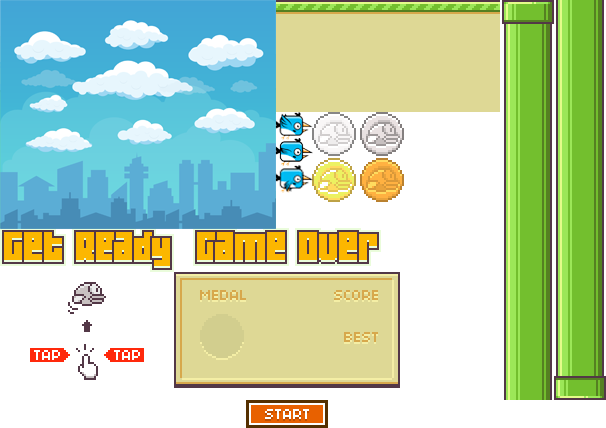 Get Ready Game Over
MEDAL SCORE
TAP TAP
BEST
START